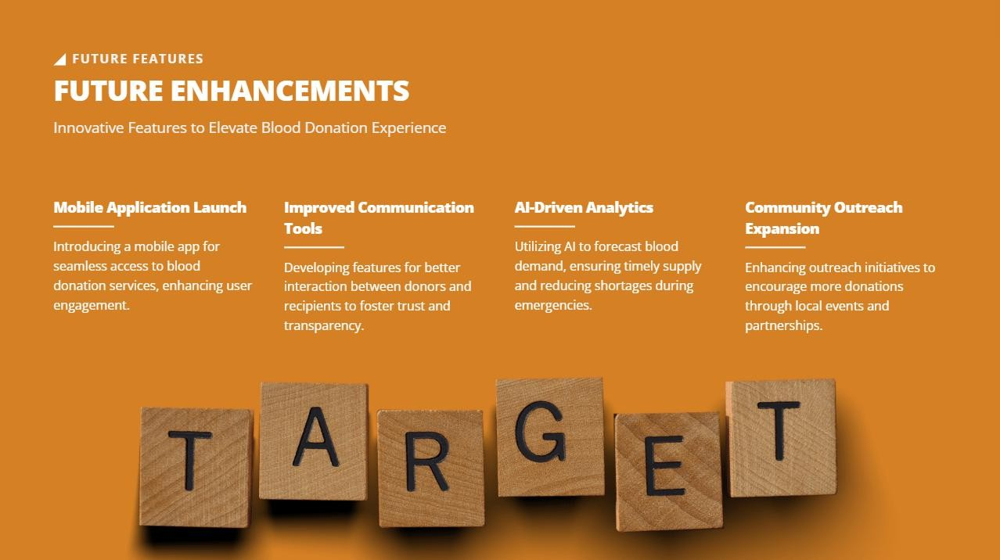 FUTURE FEATURES
FUTURE ENHANCEMENTS
Innovative Features to Elevate Blood Donation Experience
Mobile Application Launch
Introducing a mobile app for
seamless access to blood
donation services, enhancing user
engagement.
Improved Communication
Tools
Developing features for better
interaction between donors and
recipients to foster trust and
transparency.
AI-Driven Analytics
Utilizing AI to forecast blood
demand, ensuring timely supply
and reducing shortages during
emergencies.
Community Outreach
Expansion
Enhancing outreach initiatives to
encourage more donations
through local events and
partnerships.
TARGET